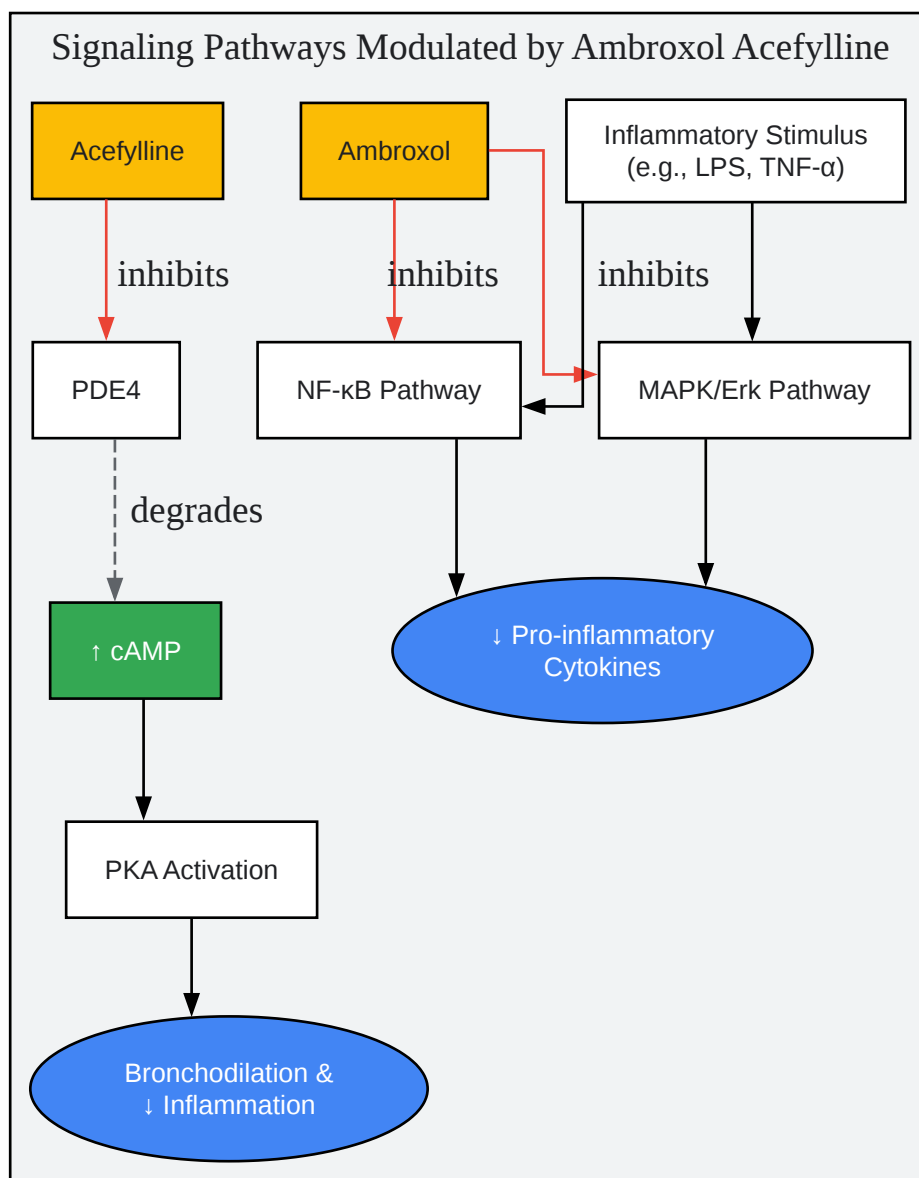 Signaling Pathways Modulated by Ambroxol Acefylline
Acefylline
Ambroxol
Inflammatory Stimulus
(e.g., LPS, TNF-α)
inhibits
inhibits
inhibits
PDE4
NF-κB Pathway
MAPK/Erk Pathway
degrades
↑ cAMP
↓ Pro-inflammatory
Cytokines
PKA Activation
Bronchodilation &
↓ Inflammation